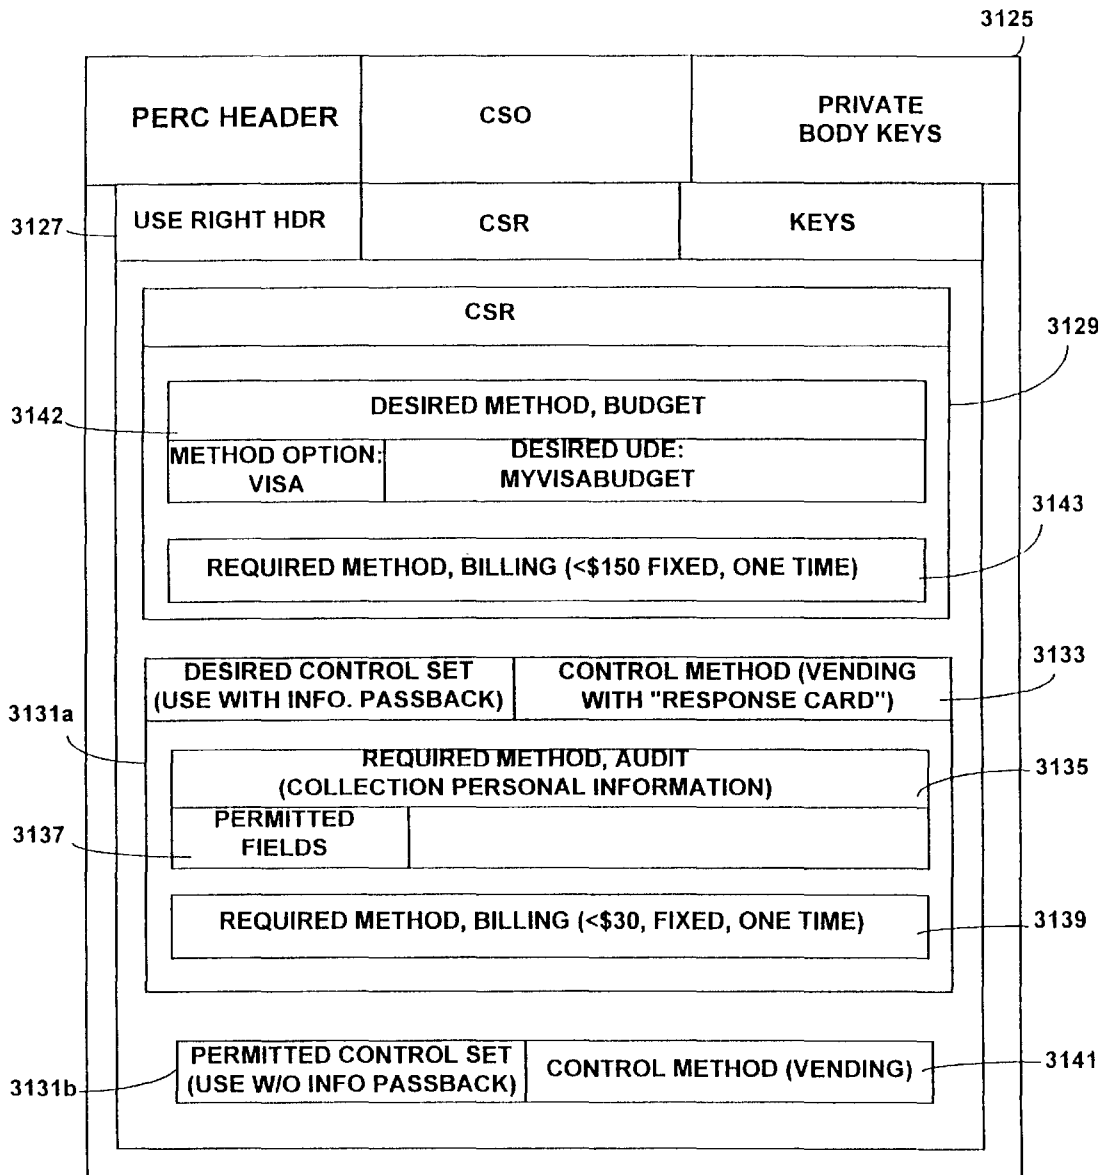 3125
PERC HEADER
CSO
PRIVATE
BODY KEYS
3127
USE RIGHT HDR
CSR
KEYS
CSR
3129
3142
DESIRED METHOD, BUDGET
METHOD OPTION:
VISA
DESIRED UDE:
MYVISABUDGET
3143
REQUIRED METHOD, BILLING (<$150 FIXED, ONE TIME)
3133
DESIRED CONTROL SET
(USE WITH INFO. PASSBACK)
CONTROL METHOD (VENDING
WITH "RESPONSE CARD")
3131a
REQUIRED METHOD, AUDIT
(COLLECTION PERSONAL INFORMATION)
3135
3137
PERMITTED
FIELDS
REQUIRED METHOD, BILLING (<$30, FIXED, ONE TIME)
3139
PERMITTED CONTROL SET
(USE W/O INFO PASSBACK)
CONTROL METHOD (VENDING)
3141
3131b